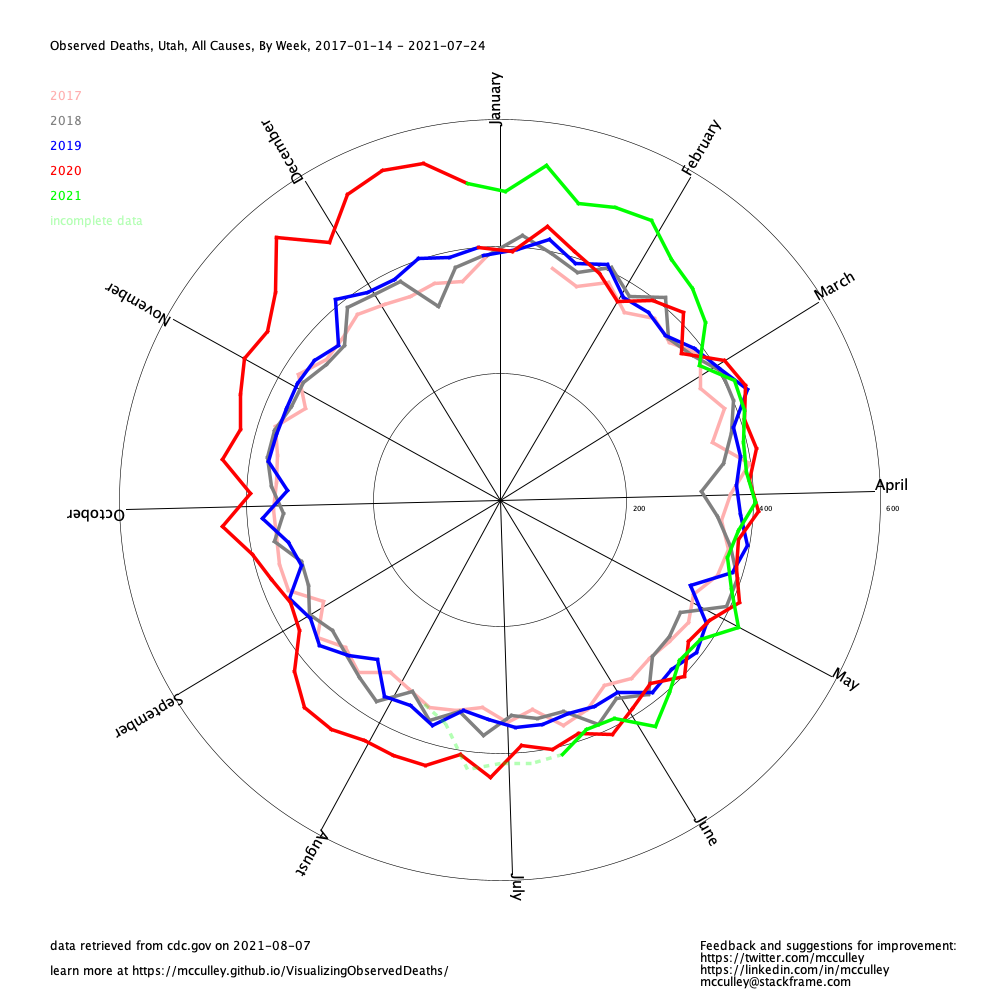 Observed Deaths, Utah, All Causes, By Week, 2017-01-14 - 2021-07-24
2017
2018
2019
2020
2021
incomplete data
January
February
March
April
May
June
July
August
September
October
November
December
200
400
600
data retrieved from cdc.gov on 2021-08-07
learn more at https://mcculley.github.io/VisualizingObservedDeaths/
Feedback and suggestions for improvement:
https://twitter.com/mcculley
https://linkedin.com/in/mcculley
mcculley@stackframe.com